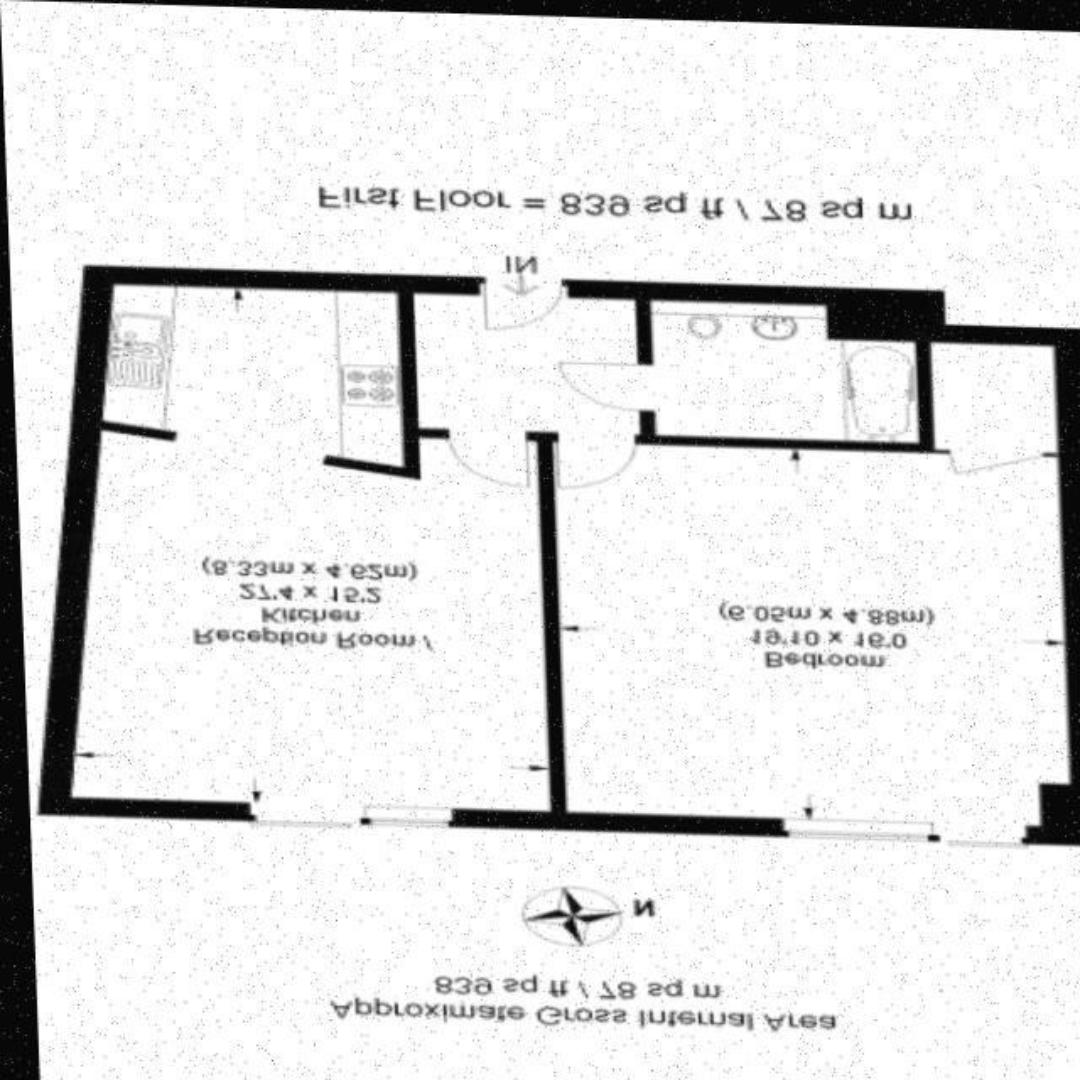 Approximate Gross Internal Area
839 sq ft / 78 sq m
N
Bedroom
19'10 x 16'0
(6.05m x 4.88m)
Reception Room /
Kitchen
27'4 x 15'2
(8.33m x 4.62m)
IN
First Floor = 839 sq ft / 78 sq m